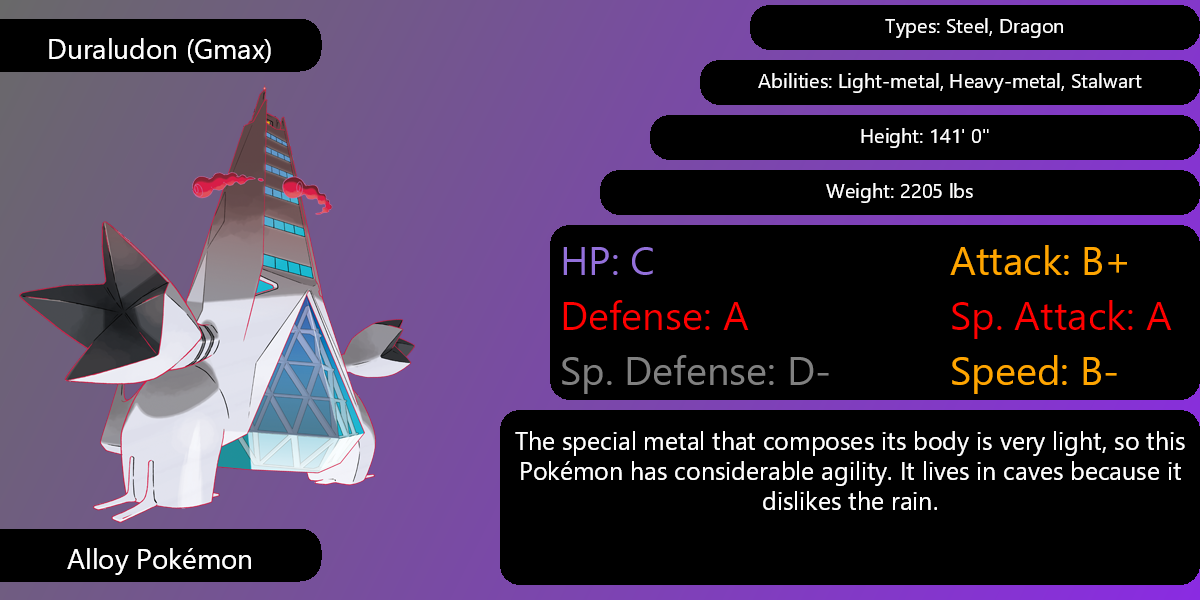 Duraludon (Gmax)
Types: Steel, Dragon
Abilities: Light-metal, Heavy-metal, Stalwart
Height: 141' 0"
Weight: 2205 lbs
HP: C
Attack: B+
Defense: A
Sp. Attack: A
Sp. Defense: D-
Speed: B-
The special metal that composes its body is very light, so this
Pokémon has considerable agility. It lives in caves because it
dislikes the rain.
Alloy Pokémon